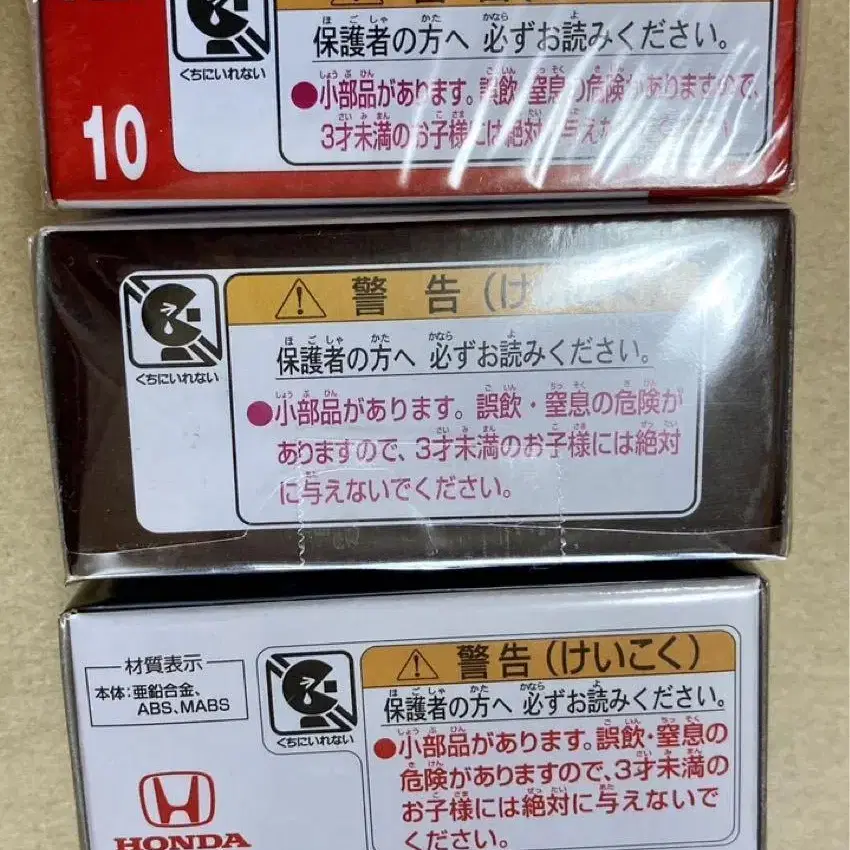 保護者の方へ 必ずお読みください。
くちにいれない
●小部品があります。誤飲・窒息の危険がありますので、
3才未満のお子様には絶対に与えない
10
警告(けいこく)
保護者の方へ 必ずお読みください。
くちにいれない
●小部品があります。誤飲・窒息の危険が
ありますので、3才未満のお子様には絶対
に与えないでください。
材質表示
本体:亜鉛合金、
ABS、MABS
警告(けいこく)
保護者の方へ 必ずお読みください。
くちにいれない
●小部品があります。誤飲・窒息の
危険がありますので、3才未満の
お子様には絶対に与えないで
ください。
HONDA